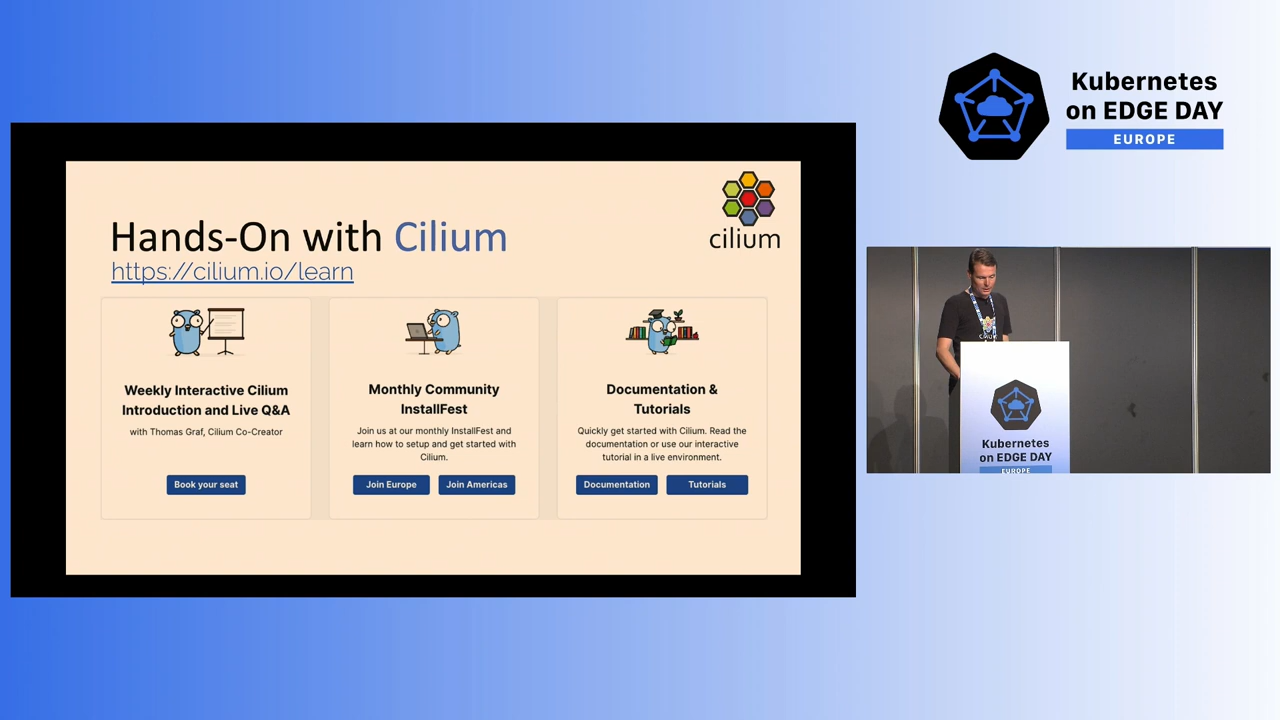 Kubernetes
on EDGE DAY
EUROPE
cilium
Hands-On with Cilium
https://cilium.io/learn
Weekly Interactive Cilium
Introduction and Live Q&A
with Thomas Graf, Cilium Co-Creator
Book your seat
Monthly Community
InstallFest
Join us at our monthly InstallFest and
learn how to setup and get started with
Cilium.
Join Europe
Join Americas
Documentation &
Tutorials
Quickly get started with Cilium. Read the
documentation or use our interactive
tutorial in a live environment.
Documentation
Tutorials
Kubernetes
on EDGE DAY
EUROPE